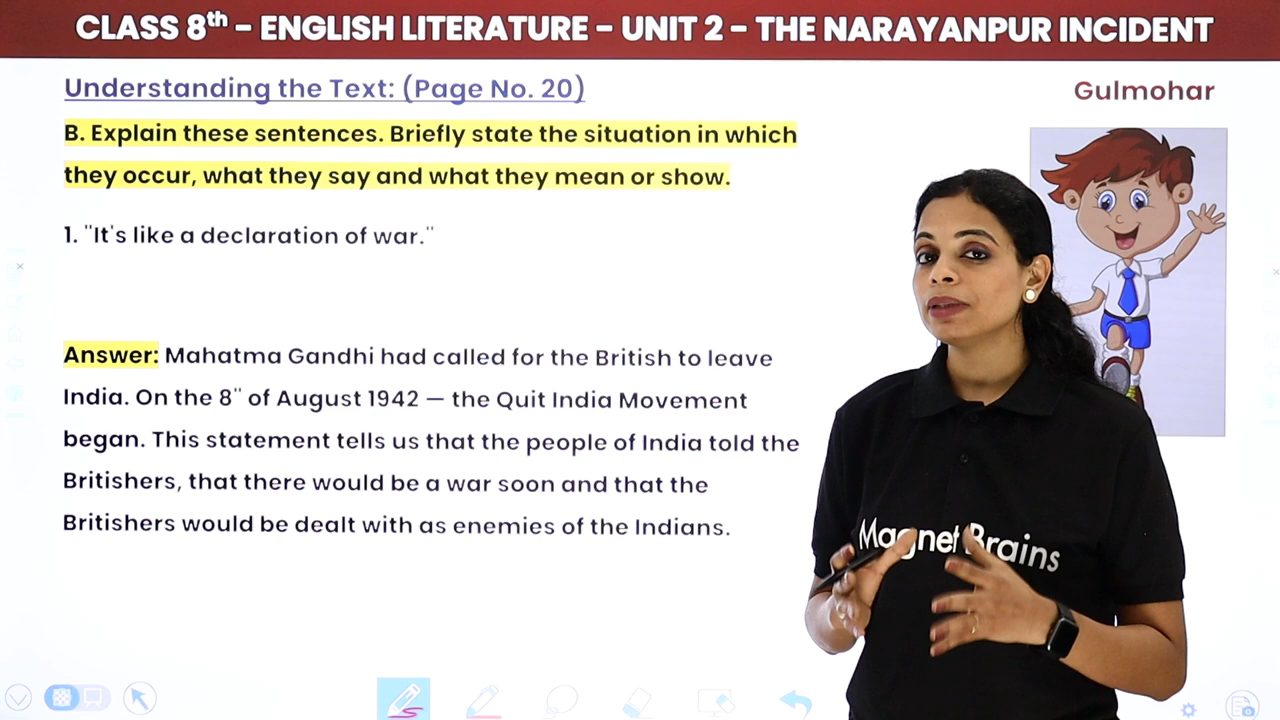 CLASS 8th – ENGLISH LITERATURE – UNIT 2 – THE NARAYANPUR INCIDENT
Understanding the Text: (Page No. 20)
Gulmohar
B. Explain these sentences. Briefly state the situation in which
they occur, what they say and what they mean or show.
1. "It's like a declaration of war."
Answer: Mahatma Gandhi had called for the British to leave
India. On the 8" of August 1942 — the Quit India Movement
began. This statement tells us that the people of India told the
Britishers, that there would be a war soon and that the
Britishers would be dealt with as enemies of the Indians.
Magnet Brains